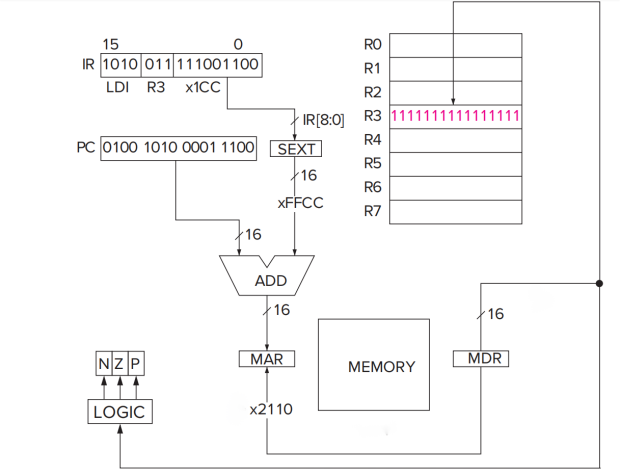 15 0
IR 1010 011 111001100
LDI R3 x1CC
IR[8:0]
PC 0100 1010 0001 1100
SEXT
16
xFFCC
16
ADD
16
MAR
x2110
MEMORY
16
MDR
N Z P
LOGIC
R0
R1
R2
R3 1111111111111111
R4
R5
R6
R7